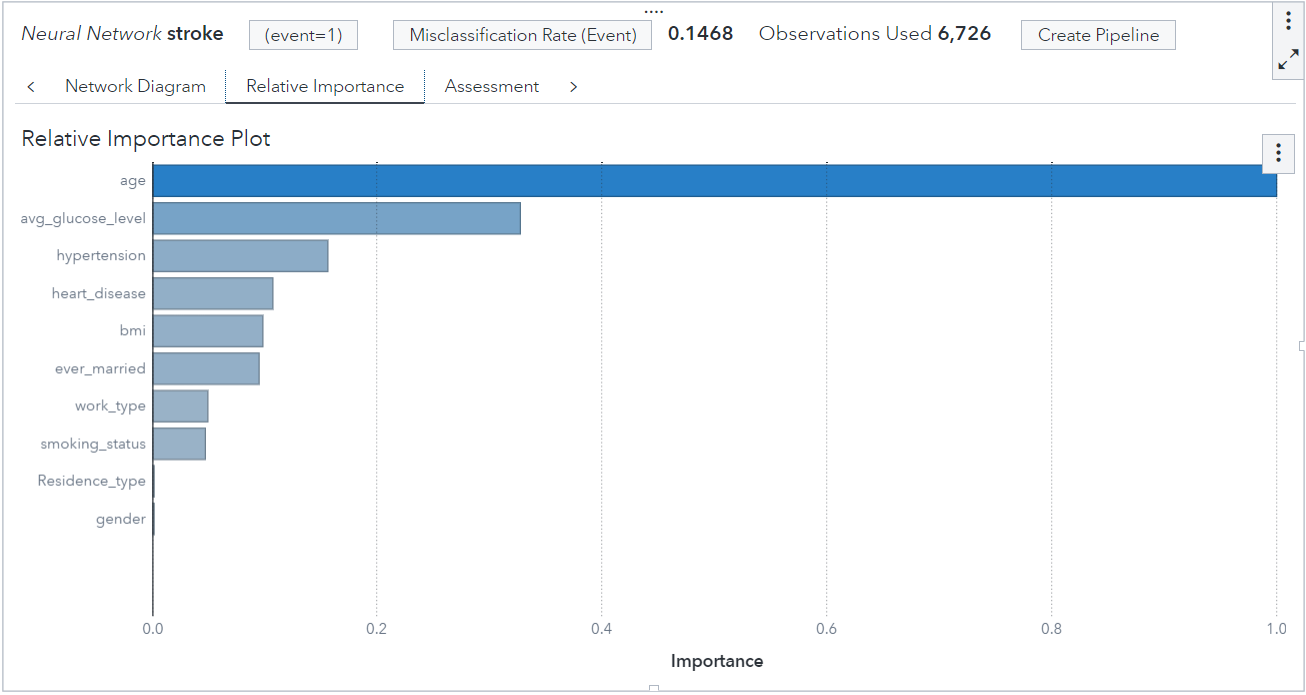 Neural Network stroke (event=1) Misclassification Rate (Event) 0.1468 Observations Used 6,726 Create Pipeline
Network Diagram Relative Importance Assessment
Relative Importance Plot
age
avg_glucose_level
hypertension
heart_disease
bmi
ever_married
work_type
smoking_status
Residence_type
gender
0.0 0.2 0.4 0.6 0.8 1.0
Importance